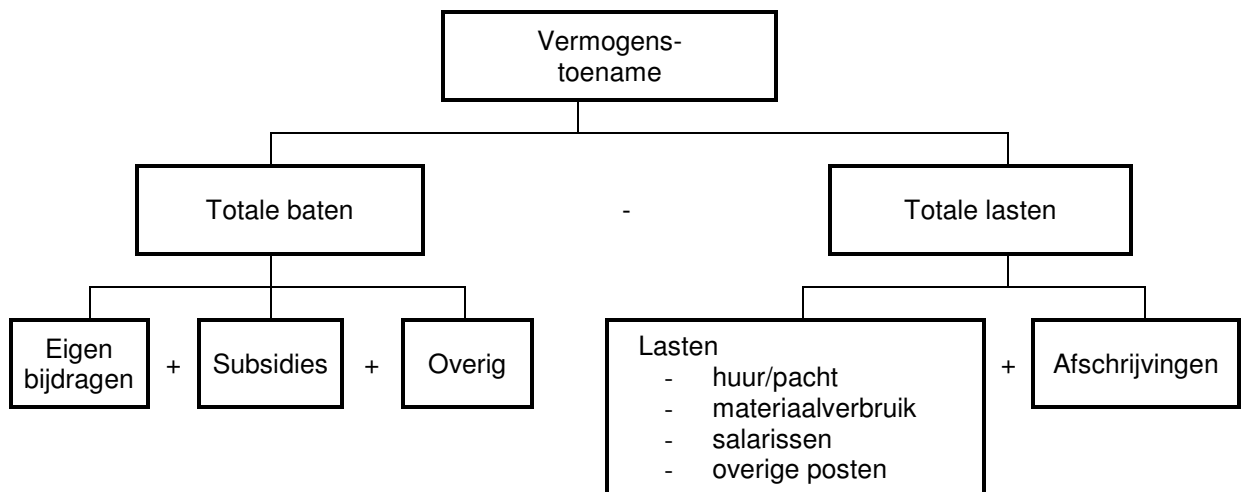 Vermogens-
toename
Totale baten
-
Totale lasten
Eigen
bijdragen
+
Subsidies
+
Overig
Lasten
- huur/pacht
- materiaalverbruik
- salarissen
- overige posten
+
Afschrijvingen